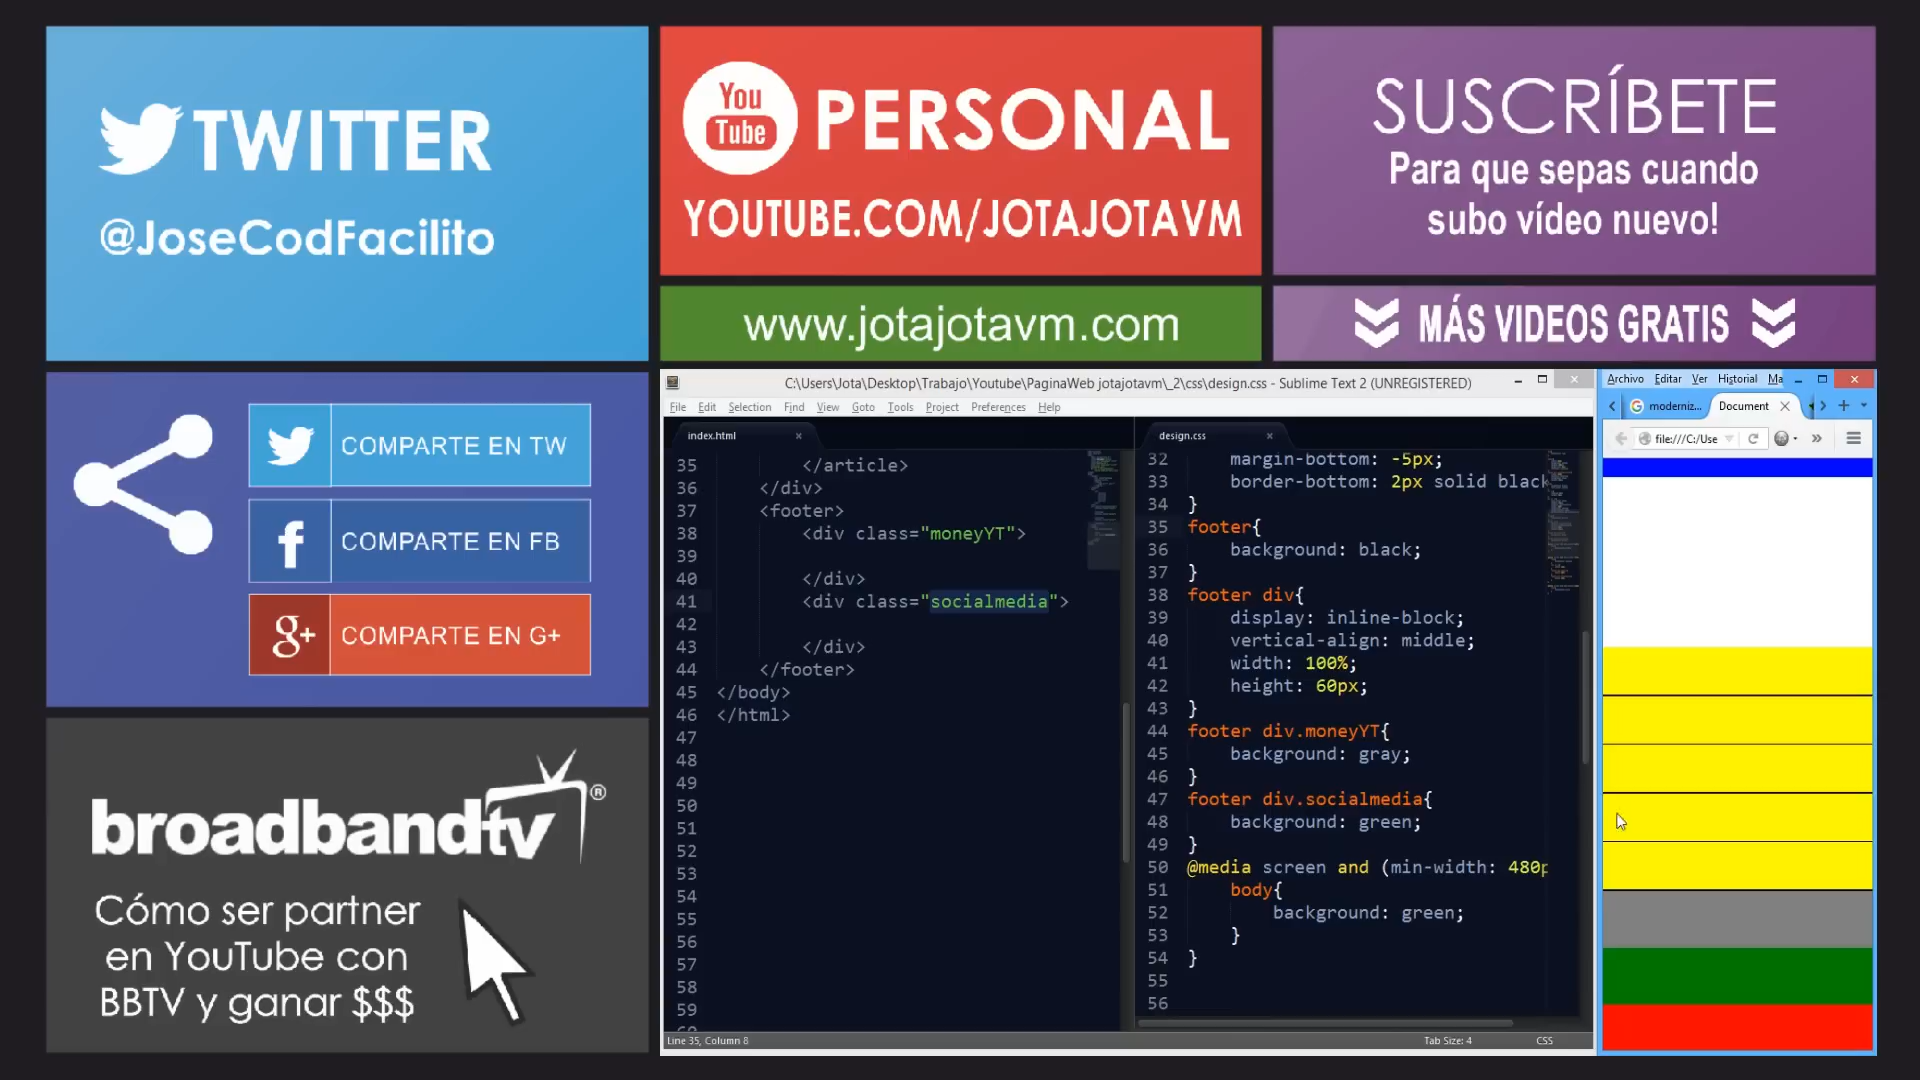 TWITTER
@JoseCodFacilito
You
Tube
PERSONAL
YOUTUBE.COM/JOTAJOTAVM
www.jotajotavm.com
SUSCRÍBETE
Para que sepas cuando
subo vídeo nuevo!
MÁS VIDEOS GRATIS
COMPARTE EN TW
COMPARTE EN FB
g+ COMPARTE EN G+
broadbandtv®
Cómo ser partner
en YouTube con
BBTV y ganar $$$
C:\Users\Jota\Desktop\Trabajo\Youtube\PaginaWeb jotajotavm\_2\css\design.css - Sublime Text 2 (UNREGISTERED)
File Edit Selection Find View Goto Tools Project Preferences Help
index.html
35 </article>
36 </div>
37 <footer>
38 <div class="moneyYT">
39
40 </div>
41 <div class="socialmedia">
42
43 </div>
44 </footer>
45 </body>
46 </html>
47
48
49
50
51
52
53
54
55
56
57
58
59
60
design.css
32 margin-bottom: -5px;
33 border-bottom: 2px solid black
34 }
35 footer{
36 background: black;
37 }
38 footer div{
39 display: inline-block;
40 vertical-align: middle;
41 width: 100%;
42 height: 60px;
43 }
44 footer div.moneyYT{
45 background: gray;
46 }
47 footer div.socialmedia{
48 background: green;
49 }
50 @media screen and (min-width: 480p
51 body{
52 background: green;
53 }
54 }
55
56
Line 35, Column 8
Tab Size: 4 CSS
Archivo Editar Ver Historial Ma
moderniz... Document
file:///C:/Use